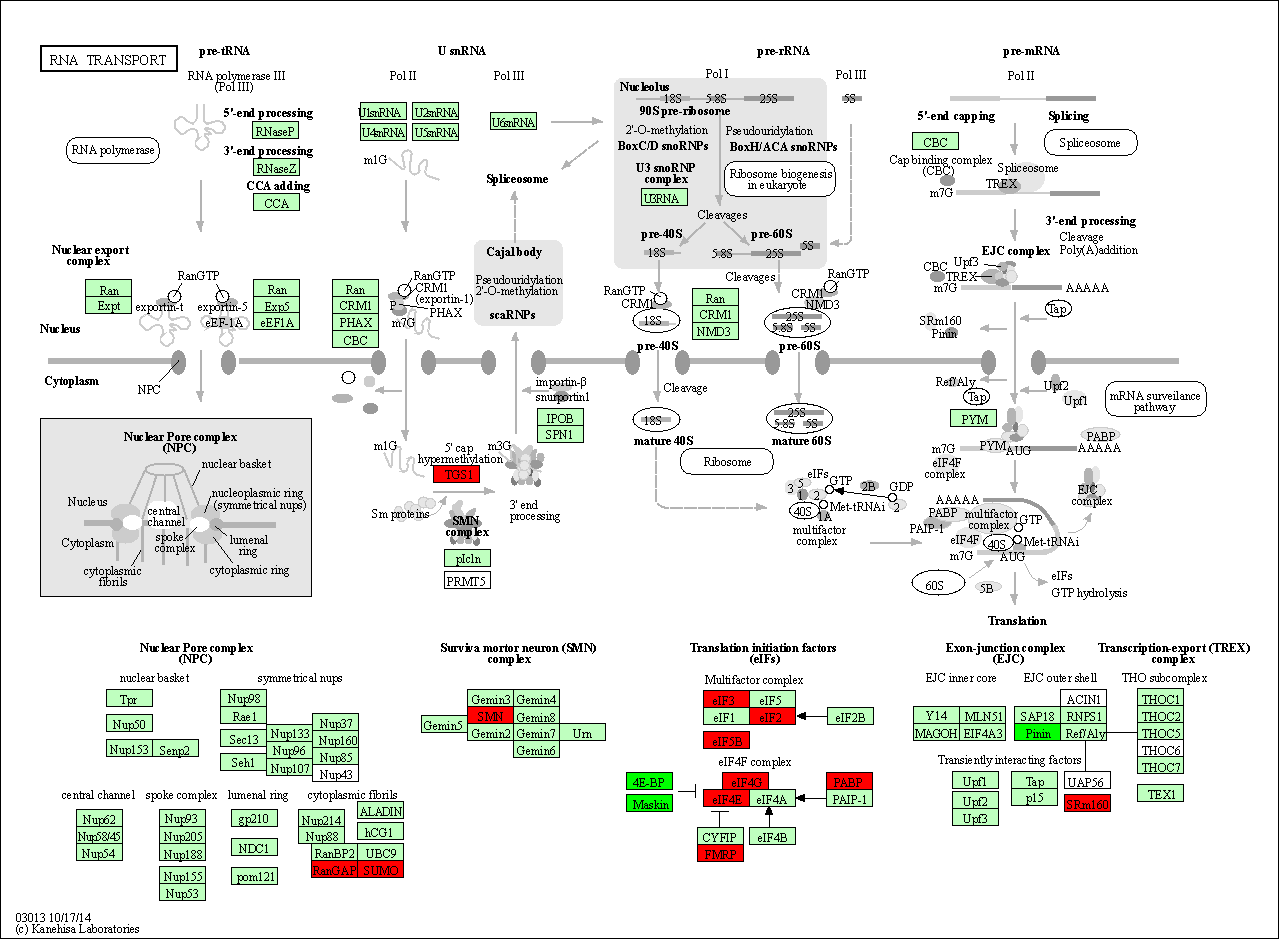 RNA TRANSPORT
pre-tRNA
RNA polymerase III
(Pol III)
5'-end processing
RNaseP
3'-end processing
RNaseZ
CCA adding
CCA
RNA polymerase
Nuclear export
complex
Ran
Expt
RanGTP
exportin-t
exportin-5
eEF-1A
Ran
Exp5
eEF1A
Nucleus
Cytoplasm
NPC
U snRNA
Pol II
Pol III
U1snRNA
U2snRNA
U4snRNA
U5snRNA
U6snRNA
m1G
Spliceosome
Cajal body
Pseudouridylation
2'-O-methylation
scaRNPs
Ran
CRM1
PHAX
CBC
RanGTP
CRM1
(exportin-1)
P
PHAX
m7G
importin-β
snurportin1
IPOB
SPN1
m1G
5' cap
hypermethylation
TGS1
m3G
Sm proteins
SMN
complex
3' end
processing
pIcln
PRMT5
pre-rRNA
Pol I
Pol III
Nucleolus
18S
5.8S
25S
5S
90S pre-ribosome
2'-O-methylation
BoxC/D snoRNPs
Pseudouridylation
BoxH/ACA snoRNPs
U3 snoRNP
complex
U3RNA
Ribosome biogenesis
in eukaryote
Cleavages
pre-40S
pre-60S
18S
5.8S
25S
5S
Cleavages
RanGTP
CRM1
18S
Ran
CRM1
NMD3
RanGTP
CRM1
NMD3
25S
5.8S
5S
pre-40S
pre-60S
Cleavage
18S
25S
5.8S
5S
mature 40S
mature 60S
Ribosome
eIFs
3
5
1
2
GTP
2B
GDP
2
40S
1A
Met-tRNAi
multifactor
complex
pre-mRNA
Pol II
5'-end capping
Splicing
CBC
Spliceosome
Cap binding complex
(CBC)
Spliceosome
TREX
m7G
3'-end processing
Cleavage
Poly(A)addition
EJC complex
CBC
Upf3
TREX
m7G
AAAAA
Tap
SRm160
Pinin
Ref/Aly
Tap
Upf2
Upf1
mRNA surveilance
pathway
PYM
m7G
PYM
AUG
PABP
AAAAA
eIF4F
complex
AAAAA
PABP
PAIP-1
multifactor
complex
GTP
eIF4F
40S
Met-tRNAi
m7G
AUG
EJC
complex
60S
5B
eIFs
GTP hydrolysis
Translation
Nuclear Pore complex
(NPC)
nuclear basket
Nucleus
nucleoplasmic ring
(symmetrical nups)
central
channel
spoke
complex
Cytoplasm
lumenal
ring
cytoplasmic
fibrils
cytoplasmic ring
Nuclear Pore complex
(NPC)
nuclear basket
Tpr
Nup50
Nup153
Senp2
symmetrical nups
Nup98
Rae1
Sec13
Seh1
Nup133
Nup96
Nup107
Nup37
Nup160
Nup85
Nup43
central channel
Nup62
Nup58/45
Nup54
spoke complex
Nup93
Nup205
Nup188
Nup155
Nup53
lumenal ring
gp210
NDC1
pom121
cytoplasmic fibrils
Nup214
Nup88
ALADIN
hCG1
RanBP2
UBC9
RanGAP
SUMO
Surviva mortor neuron (SMN)
complex
Gemin3
Gemin4
Gemin5
SMN
Gemin8
Gemin2
Gemin7
Urn
Gemin6
Translation initiation factors
(eIFs)
Multifactor complex
eIF3
eIF5
eIF1
eIF2
eIF2B
eIF5B
eIF4F complex
4E-BP
Maskin
eIF4G
eIF4E
eIF4A
PABP
PAIP-1
CYFIP
FMRP
eIF4B
Exon-junction complex
(EJC)
EJC inner core
Y14
MLN51
MAGOH
EIF4A3
EJC outer shell
ACIN1
SAP18
RNPS1
Pinin
Ref/Aly
Transiently interacting factors
Upf1
Upf2
Upf3
Tap
p15
UAP56
SRm160
Transcription-export (TREX)
complex
THO subcomplex
THOC1
THOC2
THOC5
THOC6
THOC7
TEX1
03013 10/17/14
(c) Kanehisa Laboratories